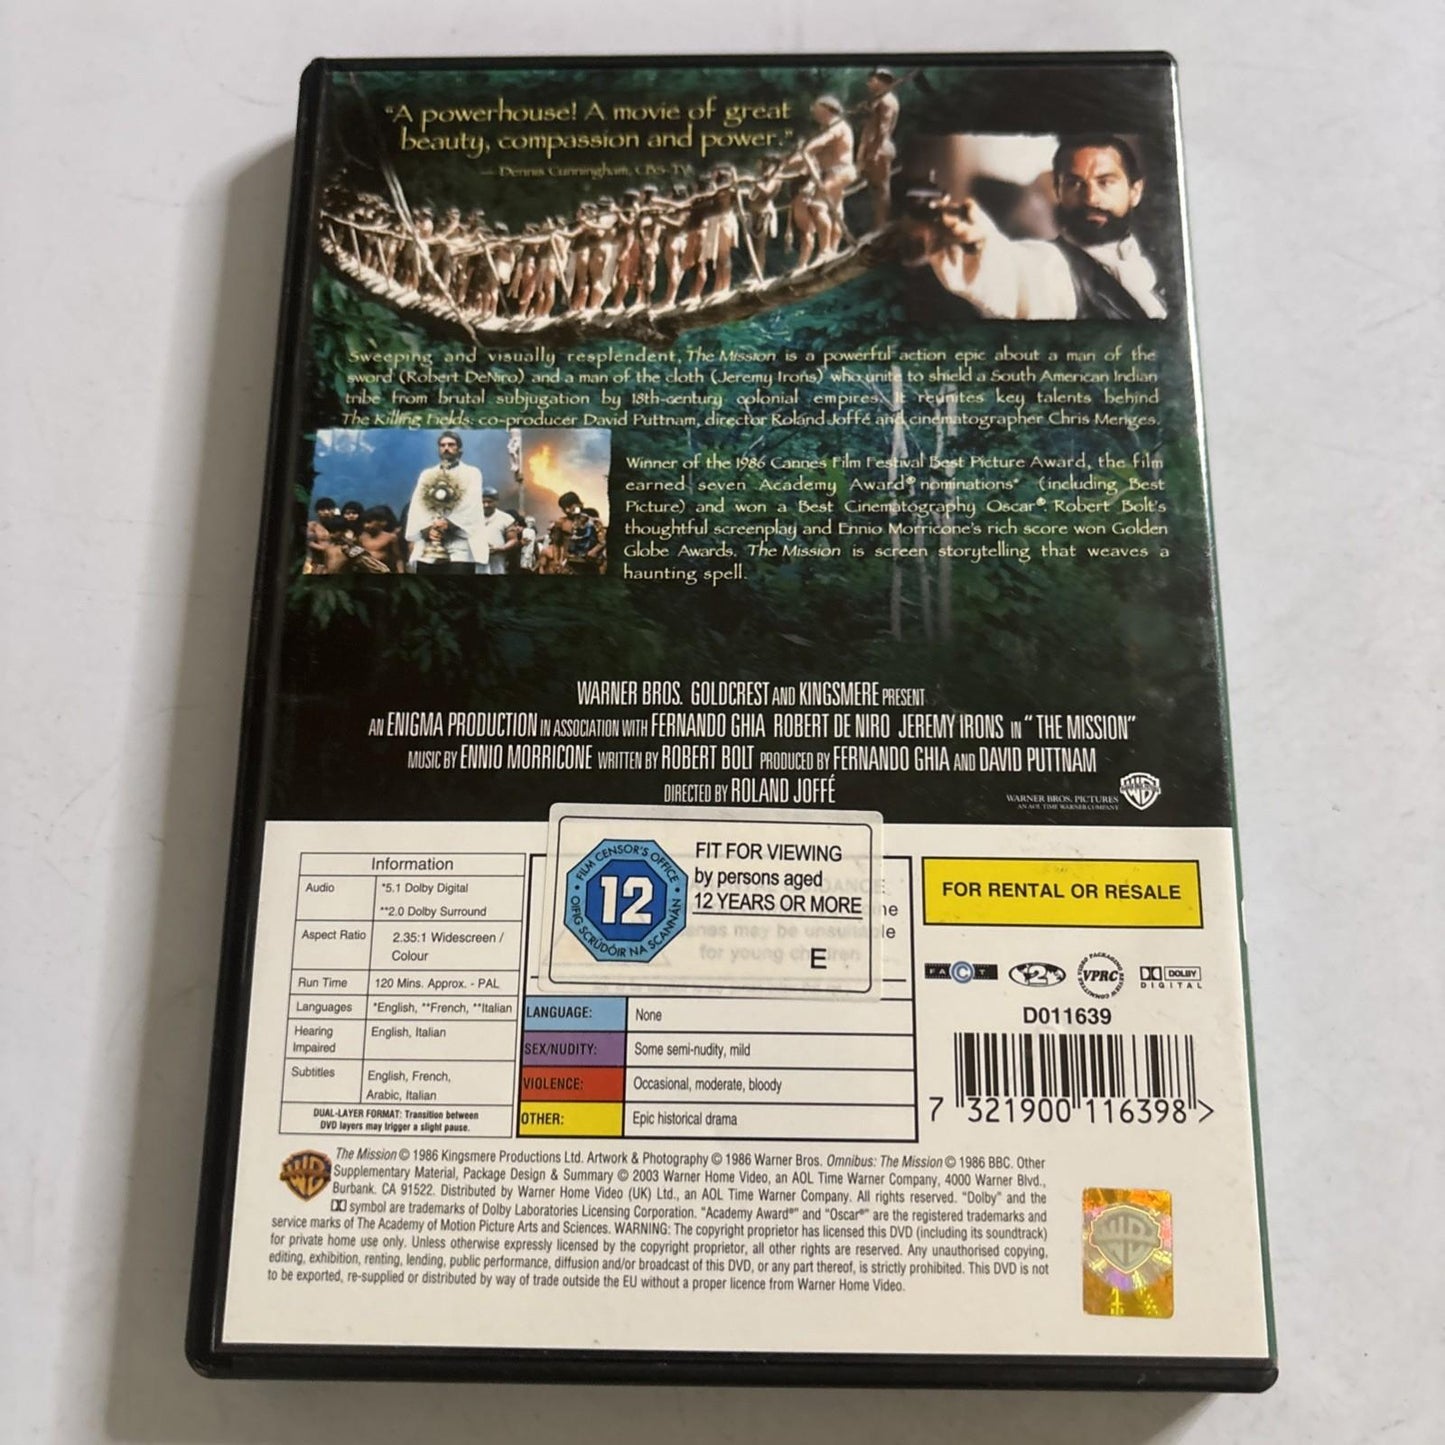 "A powerhouse! A movie of great
beauty, compassion and power."
— Dennis Cunningham, CBS-TV
Sweeping and visually resplendent, The Mission is a powerful action epic about a man of the
sword (Robert DeNiro) and a man of the cloth (Jeremy Irons) who unite to shield a South American Indian
tribe from brutal subjugation by 18th-century colonial empires. It reunites key talents behind
The Killing Fields: co-producer David Puttnam, director Roland Joffé and cinematographer Chris Menges.
Winner of the 1986 Cannes Film Festival Best Picture Award, the film
earned seven Academy Award® nominations* (including Best
Picture) and won a Best Cinematography Oscar®. Robert Bolt's
thoughtful screenplay and Ennio Morricone's rich score won Golden
Globe Awards. The Mission is screen storytelling that weaves a
haunting spell.
WARNER BROS. GOLDCREST AND KINGSMERE PRESENT
AN ENIGMA PRODUCTION IN ASSOCIATION WITH FERNANDO GHIA ROBERT DE NIRO JEREMY IRONS IN "THE MISSION"
MUSIC BY ENNIO MORRICONE WRITTEN BY ROBERT BOLT PRODUCED BY FERNANDO GHIA AND DAVID PUTTNAM
DIRECTED BY ROLAND JOFFÉ
WARNER BROS. PICTURES
AN AOL TIME WARNER COMPANY
Information
Audio
*5.1 Dolby Digital
**2.0 Dolby Surround
Aspect Ratio
2.35:1 Widescreen /
Colour
Run Time
120 Mins. Approx. - PAL
Languages
*English, **French, **Italian
Hearing
Impaired
English, Italian
Subtitles
English, French,
Arabic, Italian
DUAL-LAYER FORMAT: Transition between
DVD layers may trigger a slight pause.
FILM CENSOR'S OFFICE
12
OIFIG SCRÚDÓIR NA SCANNÁN
FIT FOR VIEWING
by persons aged
12 YEARS OR MORE
E
GUIDANCE
may be unsuitable
for young children
LANGUAGE:
None
SEX/NUDITY:
Some semi-nudity, mild
VIOLENCE:
Occasional, moderate, bloody
OTHER:
Epic historical drama
FOR RENTAL OR RESALE
FACT
2
VIDEO PACKAGING REVIEW COMMITTEE
VPRC
DOLBY
DIGITAL
D011639
7 321900 116398 >
The Mission © 1986 Kingsmere Productions Ltd. Artwork & Photography © 1986 Warner Bros. Omnibus: The Mission © 1986 BBC. Other
Supplementary Material, Package Design & Summary © 2003 Warner Home Video, an AOL Time Warner Company, 4000 Warner Blvd.,
Burbank. CA 91522. Distributed by Warner Home Video (UK) Ltd., an AOL Time Warner Company. All rights reserved. "Dolby" and the
symbol are trademarks of Dolby Laboratories Licensing Corporation. "Academy Award®" and "Oscar®" are the registered trademarks and
service marks of The Academy of Motion Picture Arts and Sciences. WARNING: The copyright proprietor has licensed this DVD (including its soundtrack)
for private home use only. Unless otherwise expressly licensed by the copyright proprietor, all other rights are reserved. Any unauthorised copying,
editing, exhibition, renting, lending, public performance, diffusion and/or broadcast of this DVD, or any part thereof, is strictly prohibited. This DVD is not
to be exported, re-supplied or distributed by way of trade outside the EU without a proper licence from Warner Home Video.